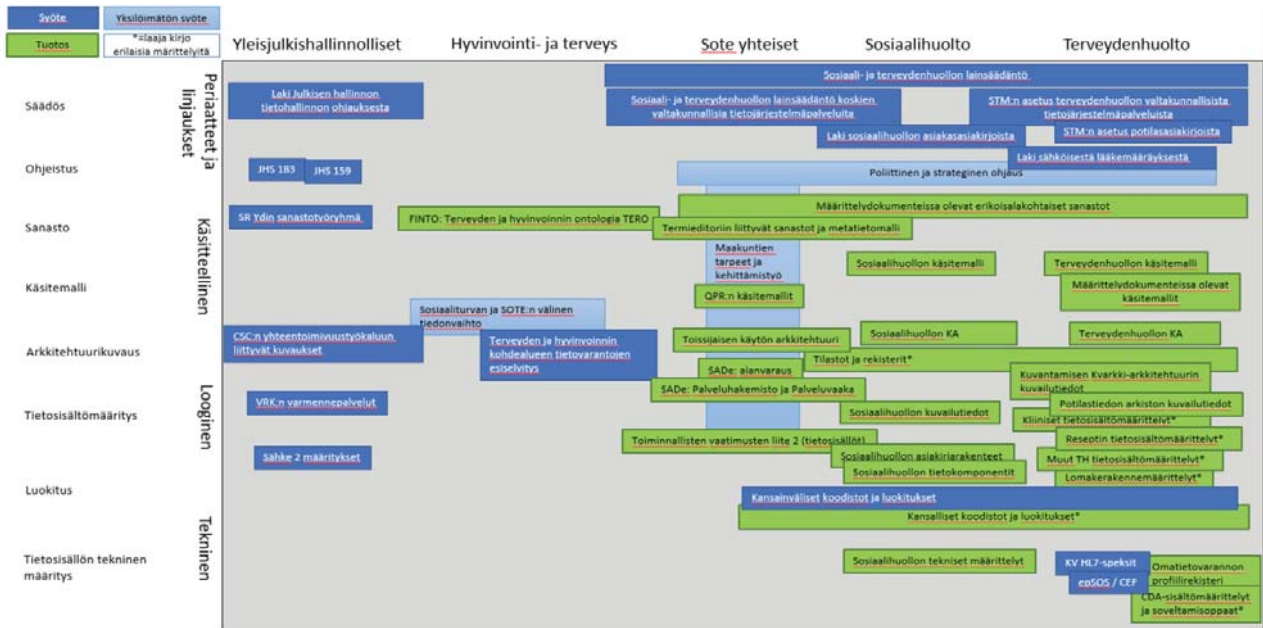 Syöte
Yksilöimätön syöte
Tuotos
*=laaja kirjo
erilaisia määrittelyitä
Yleisjulkishallinnolliset
Hyvinvointi- ja terveys
Sote yhteiset
Sosiaalihuolto
Terveydenhuolto
Periaatteet ja
linjaukset
Säädös
Laki Julkisen hallinnon
tietohallinnon ohjauksesta
Sosiaali- ja terveydenhuollon lainsäädäntö
Sosiaali- ja terveydenhuollon lainsäädäntö koskien
valtakunnallisia tietojärjestelmäpalveluita
STM:n asetus terveydenhuollon valtakunnallisista
tietojärjestelmäpalveluista
Laki sosiaalihuollon asiakasasiakirjoista
STM:n asetus potilasasiakirjoista
Laki sähköisestä lääkemääräyksestä
Ohjeistus
JHS 183
JHS 159
Poliittinen ja strateginen ohjaus
Käsitteellinen
Sanasto
SR Ydin sanastotyöryhmä
FINTO: Terveyden ja hyvinvoinnin ontologia TERO
Määrittelydokumenteissa olevat erikoisalakohtaiset sanastot
Termieditoriin liittyvät sanastot ja metatietomalli
Maakuntien
tarpeet ja
kehittämistyö
Käsitemalli
Sosiaalihuollon käsitemalli
Terveydenhuollon käsitemalli
Määrittelydokumenteissa olevat
käsitemallit
QPR:n käsitemallit
Sosiaaliturvan ja SOTE:n välinen
tiedonvaihto
Arkkitehtuurikuvaus
CSC:n yhteentoimivuustyökaluun
liittyvät kuvaukset
Terveyden ja hyvinvoinnin
kohdealueen tietovarantojen
esiselvitys
Toissijaisen käytön arkkitehtuuri
Sosiaalihuollon KA
Terveydenhuollon KA
Tilastot ja rekisterit*
SADe: ajanvaraus
Kuvantamisen Kvarkki-arkkitehtuurin
kuvailutiedot
SADe: Palveluhakemisto ja Palveluvaaka
Looginen
Tietosisältömääritys
VRK:n varmennepalvelut
Sosiaalihuollon kuvailutiedot
Potilastiedon arkiston kuvailutiedot
Kliiniset tietosisältömäärittelyt*
Toiminnallisten vaatimusten liite 2 (tietosisällöt)
Reseptin tietosisältömäärittelyt*
Sähke 2 määritykset
Sosiaalihuollon asiakirjarakenteet
Muut TH tietosisältömäärittelyt*
Sosiaalihuollon tietokomponentit
Lomakerakennemäärittelyt*
Luokitus
Kansainväliset koodistot ja luokitukset
Kansalliset koodistot ja luokitukset*
Tekninen
Tietosisällön tekninen
määritys
Sosiaalihuollon tekniset määrittelyt
KV HL7-speksit
Omatietovarannon
profiilirekisteri
epSOS / CEF
CDA-sisältömäärittelyt
ja soveltamisoppaat*